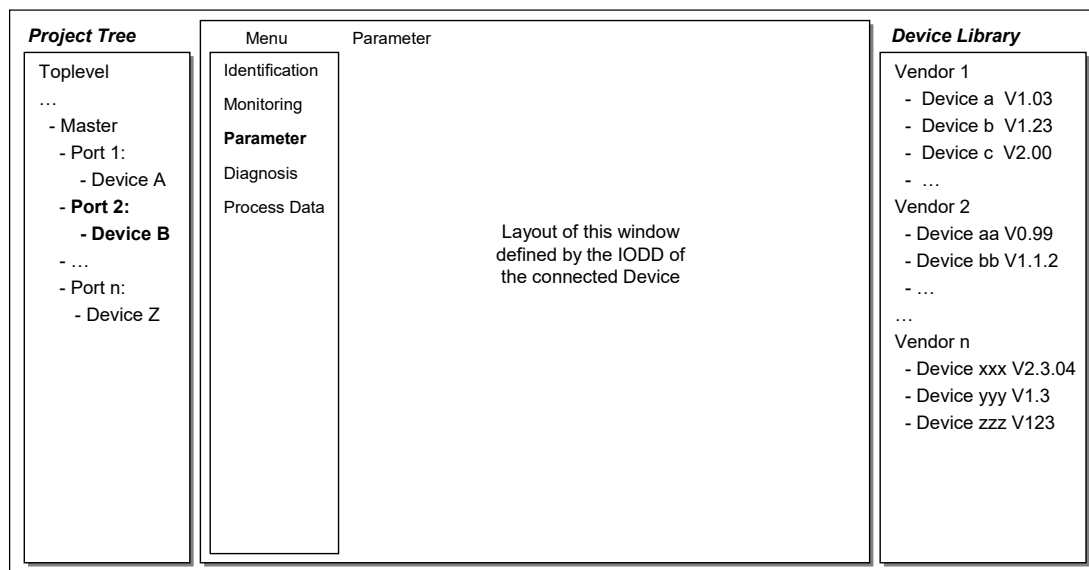 Project Tree
Toplevel
…
- Master
- Port 1:
- Device A
- Port 2:
- Device B
- …
- Port n:
- Device Z
Menu
Parameter
Identification
Monitoring
Parameter
Diagnosis
Process Data
Layout of this window
defined by the IODD of
the connected Device
Device Library
Vendor 1
- Device a V1.03
- Device b V1.23
- Device c V2.00
- …
Vendor 2
- Device aa V0.99
- Device bb V1.1.2
- …
…
Vendor n
- Device xxx V2.3.04
- Device yyy V1.3
- Device zzz V123